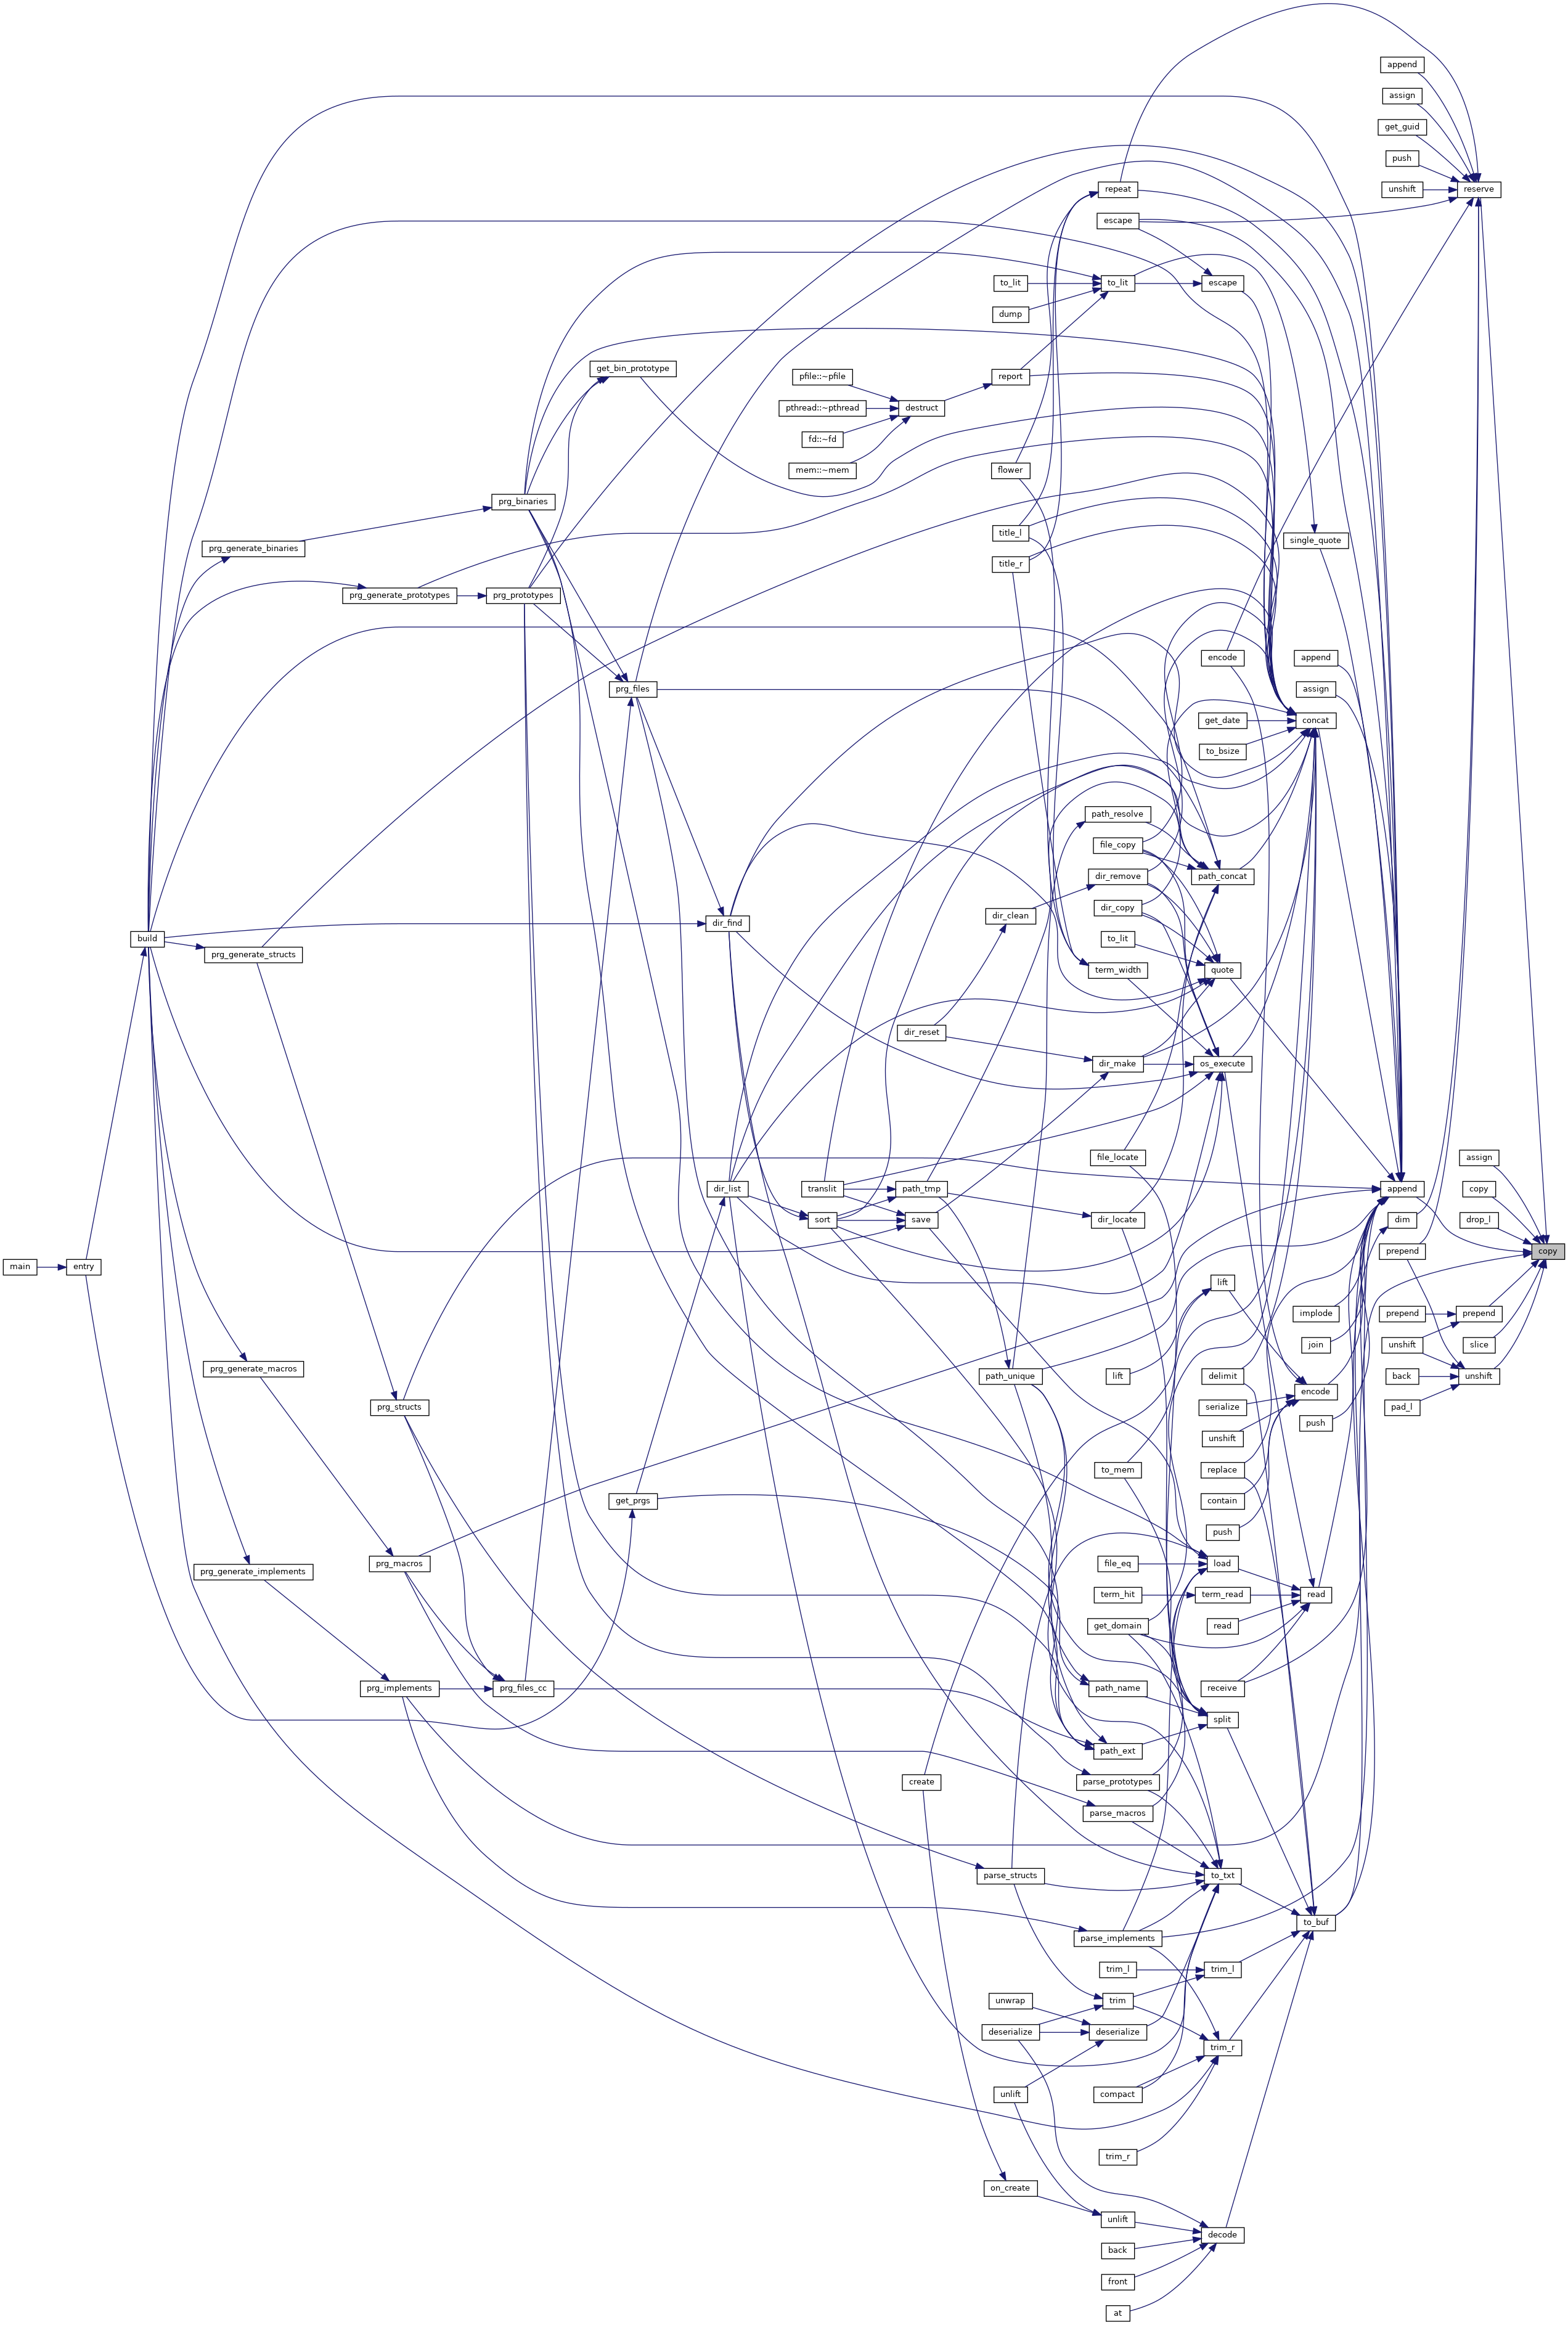 append
assign
get_guid
push
repeat
unshift
reserve
escape
to_lit
to_lit
escape
dump
get_bin_prototype
pfile::~pfile
report
pthread::~pthread
destruct
fd::~fd
mem::~mem
flower
prg_binaries
title_l
single_quote
prg_generate_binaries
title_r
prg_generate_prototypes
prg_prototypes
encode
append
prg_files
assign
get_date
concat
to_bsize
path_resolve
file_copy
dir_remove
path_concat
dir_copy
dir_clean
dir_find
build
to_lit
prg_generate_structs
term_width
quote
dir_reset
dir_make
os_execute
file_locate
assign
dir_list
translit
path_tmp
append
copy
sort
save
dir_locate
dim
drop_l
prepend
copy
main
entry
lift
implode
prepend
prepend
join
unshift
slice
prg_generate_macros
lift
path_unique
delimit
back
unshift
encode
prg_structs
serialize
pad_l
push
unshift
to_mem
replace
get_prgs
contain
push
prg_macros
file_eq
load
prg_generate_implements
term_hit
term_read
read
get_domain
read
prg_implements
prg_files_cc
path_name
receive
split
path_ext
create
parse_prototypes
parse_macros
parse_structs
to_txt
to_buf
parse_implements
trim_l
trim_l
unwrap
trim
deserialize
deserialize
trim_r
unlift
compact
trim_r
on_create
unlift
decode
back
front
at